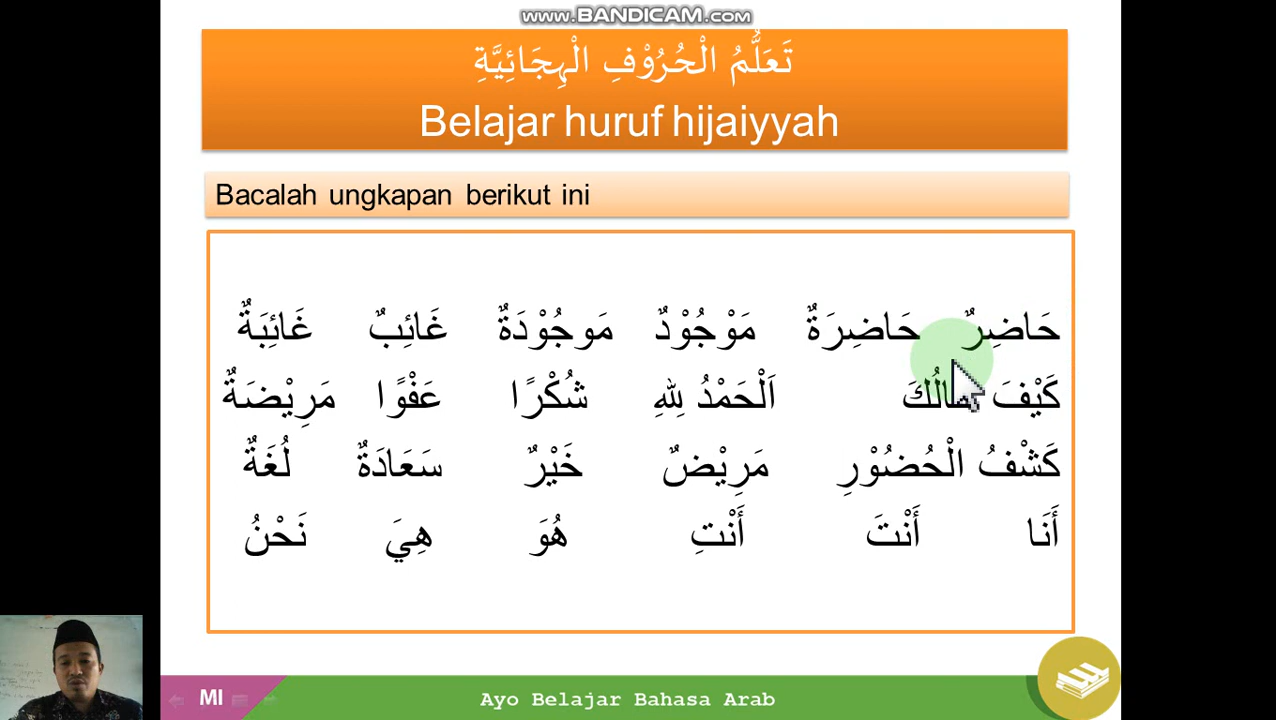 www.BANDICAM.com
تَعَلُّمُ الْحُرُوْفِ الْهِجَائِيَّةِ
Belajar huruf hijaiyyah
Bacalah ungkapan berikut ini
حَاضِرٌ حَاضِرَةٌ مَوْجُوْدٌ مَوجُوْدَةٌ غَائِبٌ غَائِبَةٌ
كَيْفَ حَالُكَ اَلْحَمْدُ لِلهِ شُكْرًا عَفْوًا مَرِيْضَةٌ
كَشْفُ الْحُضُوْرِ مَرِيْضٌ خَيْرٌ سَعَادَةٌ لُغَةٌ
أَنَا أَنْتَ أَنْتِ هُوَ هِيَ نَحْنُ
MI
Ayo Belajar Bahasa Arab